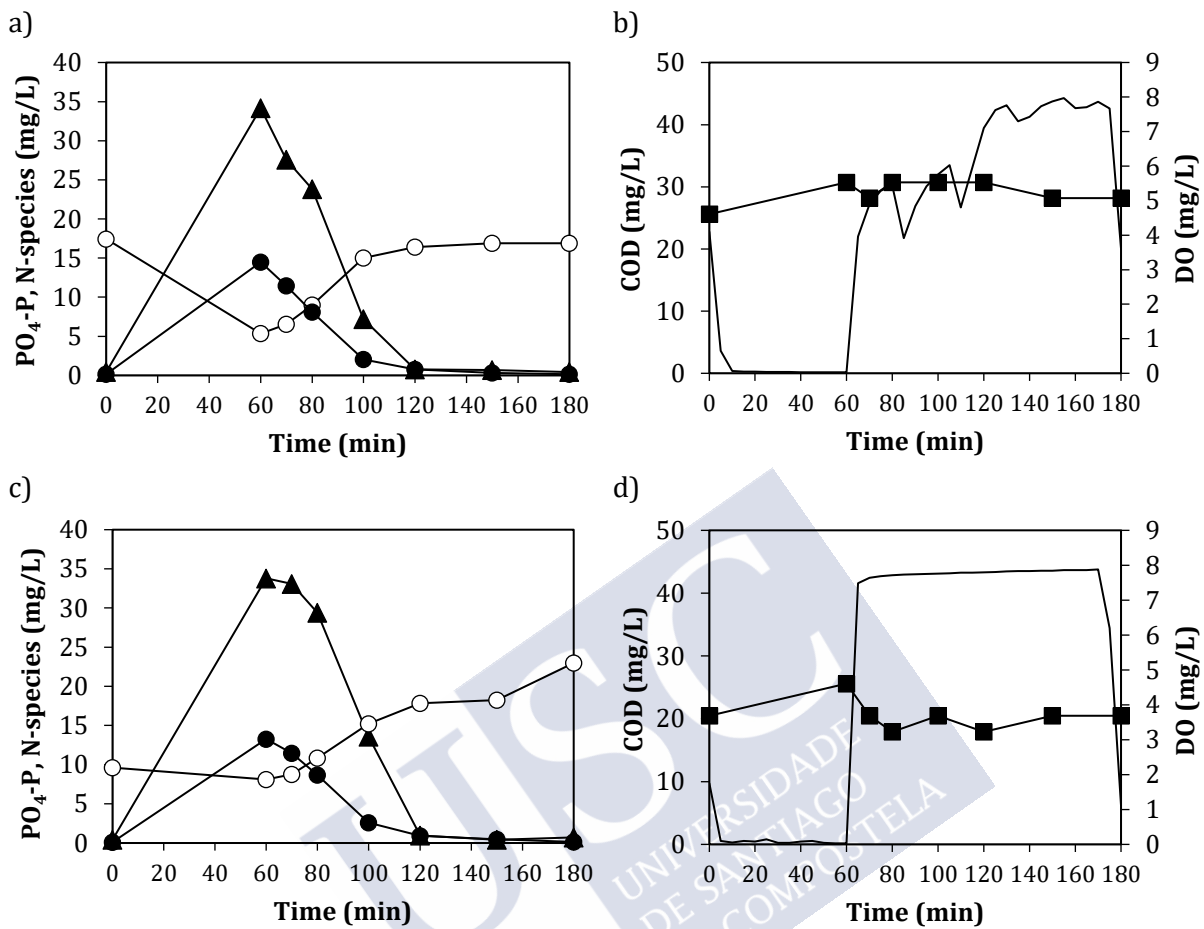 a)
PO₄-P, N-species (mg/L)
40
35
30
25
20
15
10
5
0
0 20 40 60 80 100 120 140 160 180
Time (min)
b)
COD (mg/L)
50
40
30
20
10
0
9
8
7
6
5
4
3
2
1
0
DO (mg/L)
0 20 40 60 80 100 120 140 160 180
Time (min)
c)
PO₄-P, N-species (mg/L)
40
35
30
25
20
15
10
5
0
0 20 40 60 80 100 120 140 160 180
Time (min)
d)
COD (mg/L)
50
40
30
20
10
0
9
8
7
6
5
4
3
2
1
0
DO (mg/L)
0 20 40 60 80 100 120 140 160 180
Time (min)
USC
UNIVERSIDADE
DE SANTIAGO
DE COMPOSTELA